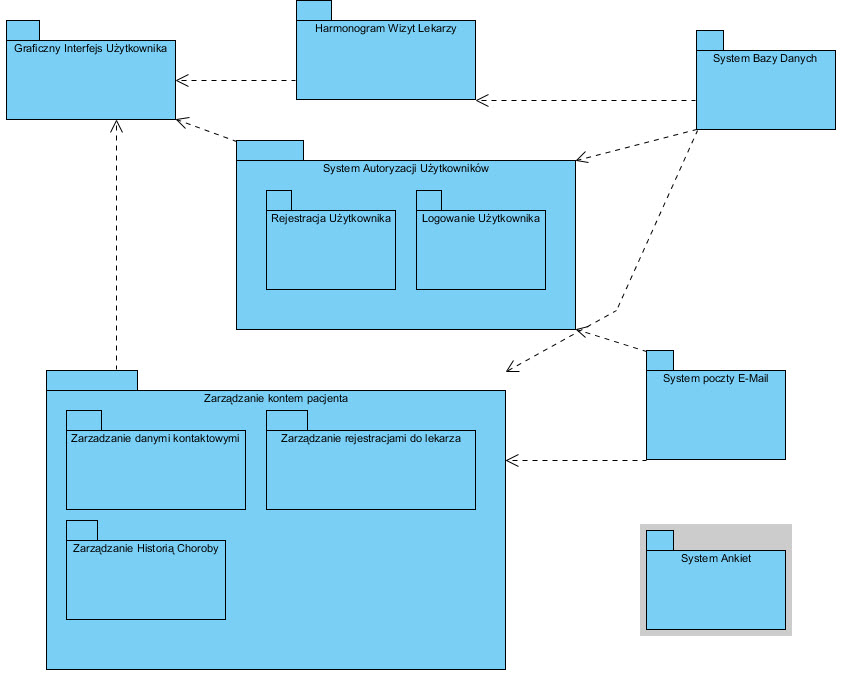 Harmonogram Wizyt Lekarzy
Graficzny Interfejs Użytkownika
System Bazy Danych
System Autoryzacji Użytkowników
Rejestracja Użytkownika
Logowanie Użytkownika
System poczty E-Mail
Zarządzanie kontem pacjenta
Zarzadzanie danymi kontaktowymi
Zarządzanie rejestracjami do lekarza
Zarządzanie Historią Choroby
System Ankiet